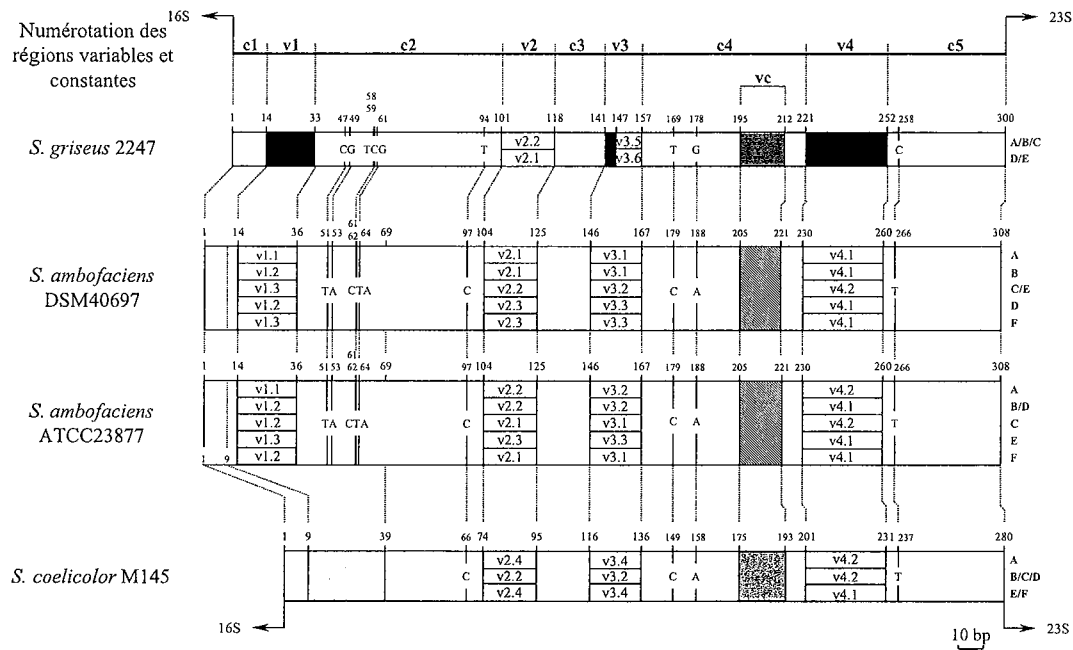 16S 23S
Numérotation des
régions variables et
constantes
c1 v1 c2 v2 c3 v3 c4 v4 c5
vc
58
59
1 14 33 47 49 61 94 101 118 141 147 157 169 178 195 212 221 252 258 300
S. griseus 2247
CG TCG T v2.2 v3.5 T G C A/B/C
v2.1 v3.6 D/E
61
1 14 36 51 53 62 64 69 97 104 125 146 167 179 188 205 221 230 260 266 308
S. ambofaciens
DSM40697
v1.1 v2.1 v3.1 v4.1 A
v1.2 v2.1 v3.1 v4.1 B
v1.3 TA CTA C v2.2 v3.2 C A v4.2 T C/E
v1.2 v2.3 v3.3 v4.1 D
v1.3 v2.3 v3.3 v4.1 F
61
1 14 36 51 53 62 64 69 97 104 125 146 167 179 188 205 221 230 260 266 308
S. ambofaciens
ATCC23877
v1.1 v2.2 v3.2 v4.2 A
v1.2 v2.2 v3.2 v4.1 B/D
v1.2 TA CTA C v2.1 v3.1 C A v4.2 T C
v1.3 v2.3 v3.3 v4.1 E
v1.2 v2.1 v3.1 v4.1 F
1 9
1 9 39 66 74 95 116 136 149 158 175 193 201 231 237 280
S. coelicolor M145
v2.4 v3.4 v4.2 A
C v2.2 v3.2 C A v4.2 T B/C/D
v2.4 v3.4 v4.1 E/F
16S 23S
10 bp